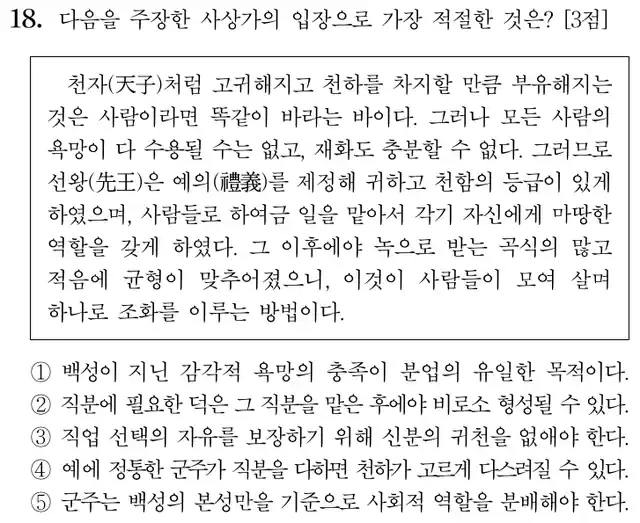 18. 다음을 주장한 사상가의 입장으로 가장 적절한 것은? [3점]
천자(天子)처럼 고귀해지고 천하를 차지할 만큼 부유해지는
것은 사람이라면 똑같이 바라는 바이다. 그러나 모든 사람의
욕망이 다 수용될 수는 없고, 재화도 충분할 수 없다. 그러므로
선왕(先王)은 예의(禮義)를 제정해 귀하고 천함의 등급이 있게
하였으며, 사람들로 하여금 일을 맡아서 각기 자신에게 마땅한
역할을 갖게 하였다. 그 이후에야 녹으로 받는 곡식의 많고
적음에 균형이 맞추어졌으니, 이것이 사람들이 모여 살며
하나로 조화를 이루는 방법이다.
① 백성이 지닌 감각적 욕망의 충족이 분업의 유일한 목적이다.
② 직분에 필요한 덕은 그 직분을 맡은 후에야 비로소 형성될 수 있다.
③ 직업 선택의 자유를 보장하기 위해 신분의 귀천을 없애야 한다.
④ 예에 정통한 군주가 직분을 다하면 천하가 고르게 다스려질 수 있다.
⑤ 군주는 백성의 본성만을 기준으로 사회적 역할을 분배해야 한다.